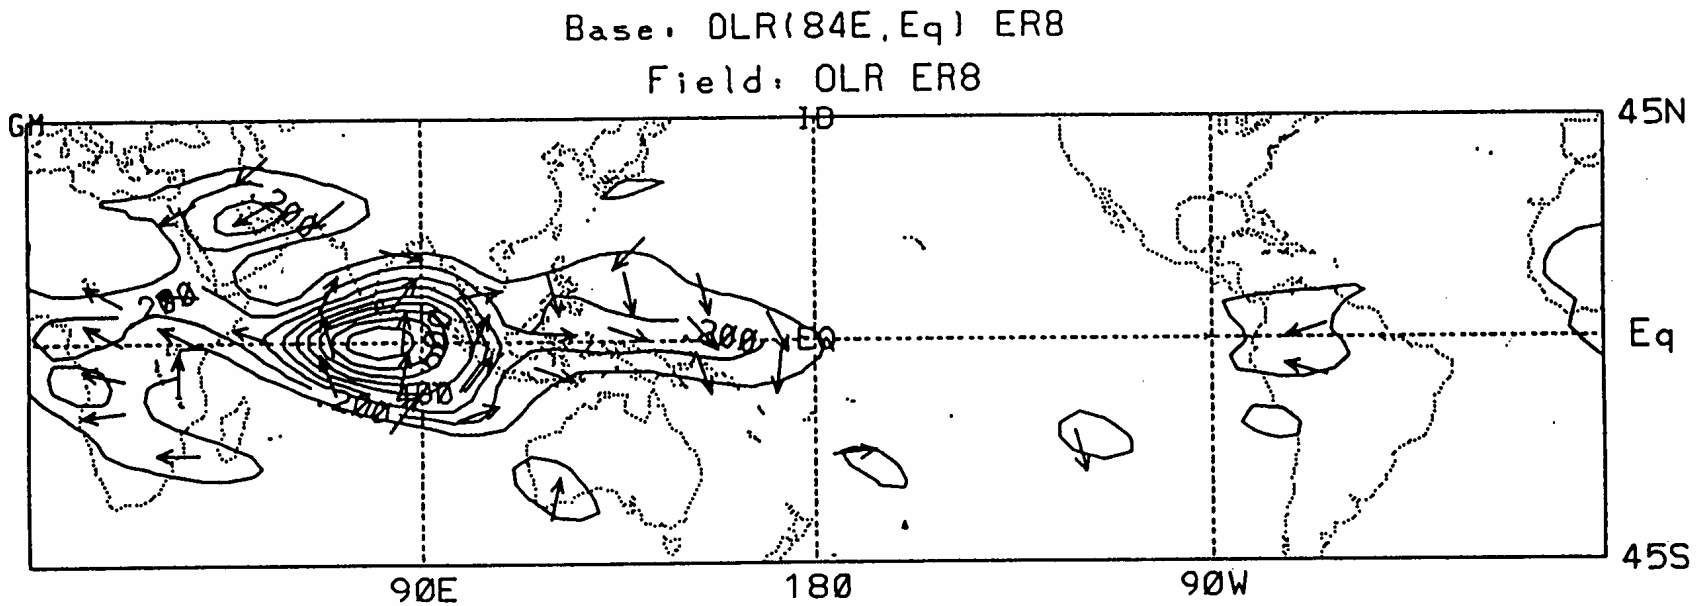 Base: OLR(84E,Eq) ER8
Field: OLR ER8
GM ID 45N
200
200
200 EQ Eq
400
200
45S
90E 180 90W